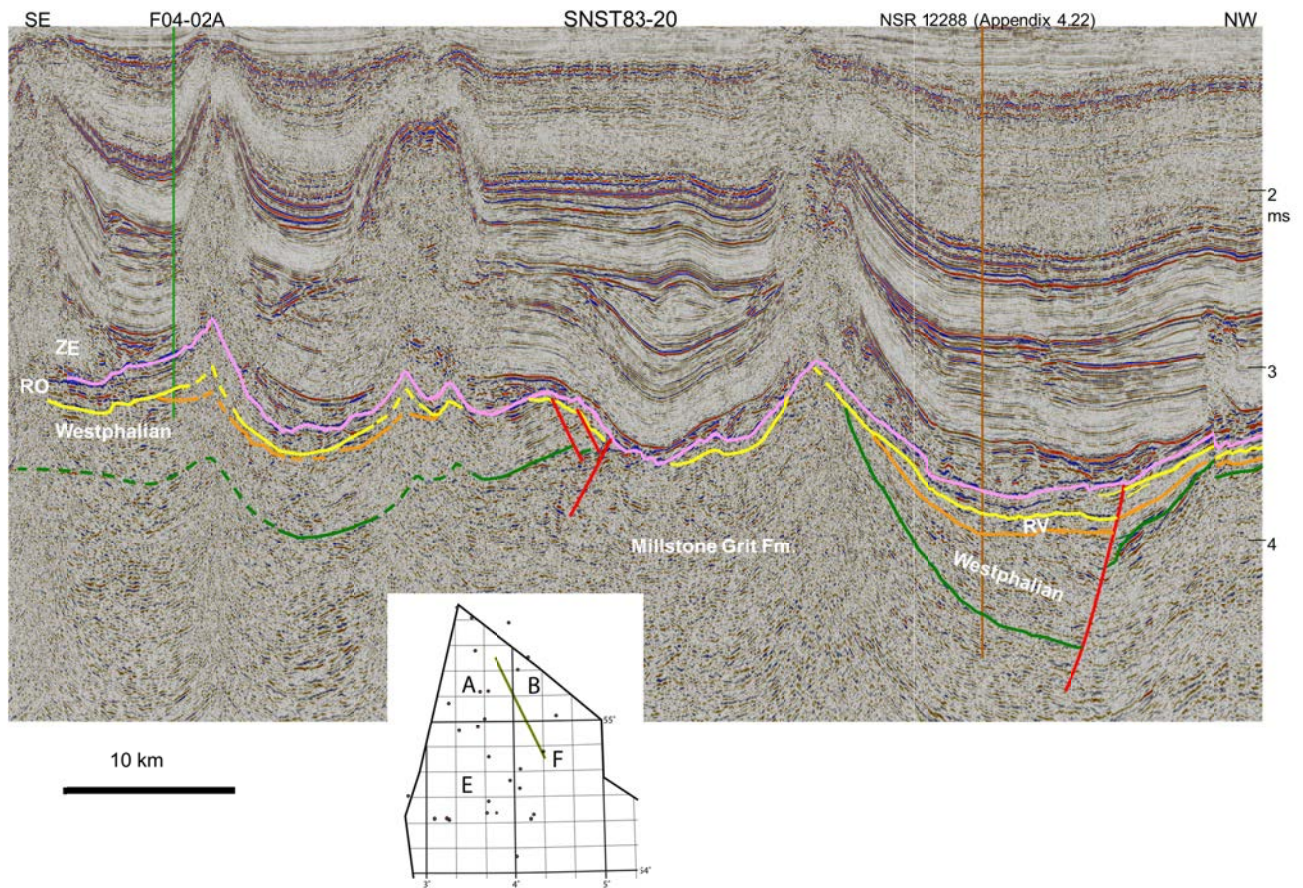 SE F04-02A SNST83-20 NSR 12288 (Appendix 4.22) NW
2
ms
ZE
3
RO
Westphalian
RV
4
Millstone Grit Fm
Westphalian
A B
55°
10 km
F
E
54°
3° 4° 5°